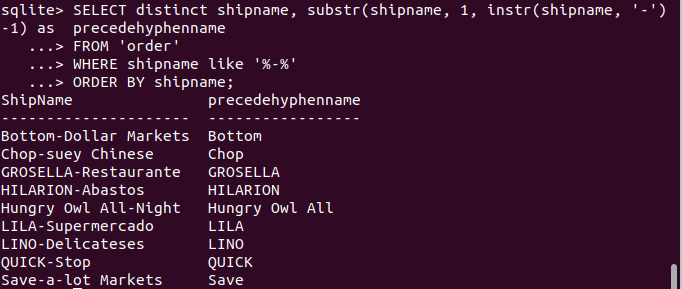 sqlite> SELECT distinct shipname, substr(shipname, 1, instr(shipname, '-')
-1) as  precedehyphenname
   ...> FROM 'order'
   ...> WHERE shipname like '%-%'
   ...> ORDER BY shipname;
ShipName               precedehyphenname
---------------------  -----------------
Bottom-Dollar Markets  Bottom
Chop-suey Chinese      Chop
GROSELLA-Restaurante   GROSELLA
HILARION-Abastos       HILARION
Hungry Owl All-Night   Hungry Owl All
LILA-Supermercado      LILA
LINO-Delicateses       LINO
QUICK-Stop             QUICK
Save-a-lot Markets     Save